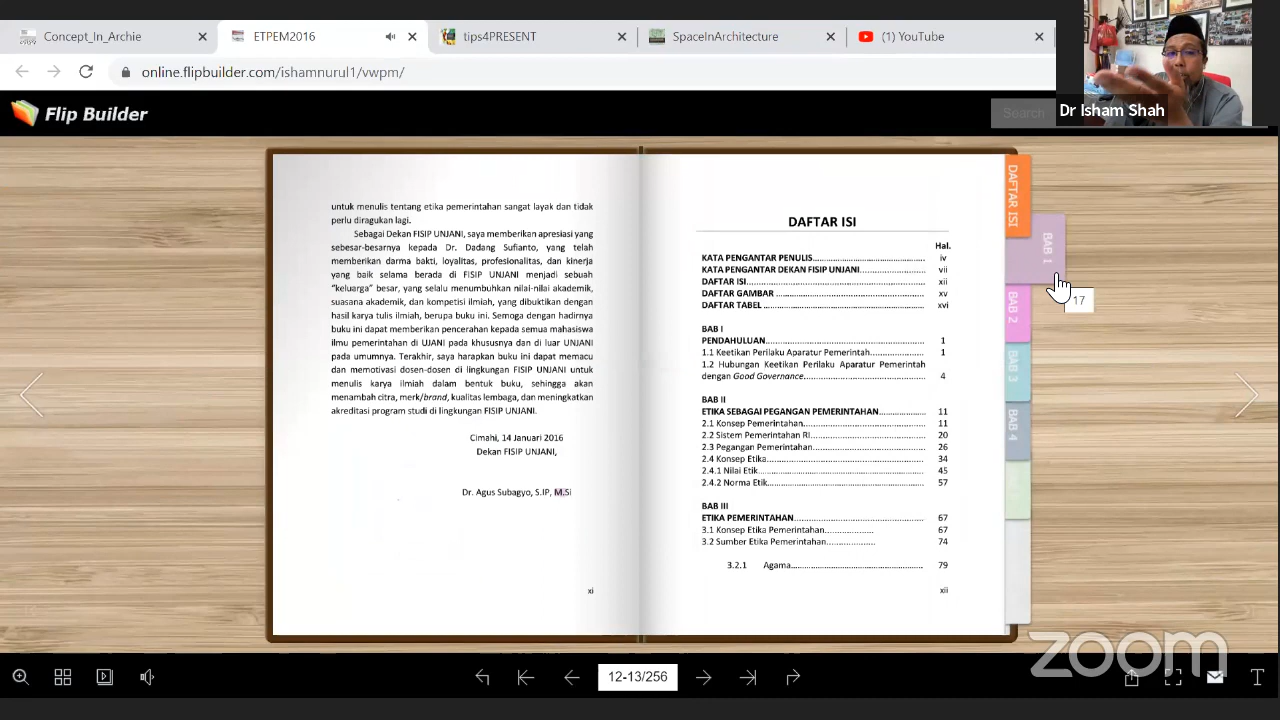 Concept_In_Archie
ETPEM2016
tips4PRESENT
SpaceInArchitecture
(1) YouTube
online.flipbuilder.com/ishamnurul1/vwpm/
Flip Builder
Search
Dr Isham Shah
untuk menulis tentang etika pemerintahan sangat layak dan tidak
perlu diragukan lagi.
Sebagai Dekan FISIP UNJANI, saya memberikan apresiasi yang
sebesar-besarnya kepada Dr. Dadang Sufianto, yang telah
memberikan darma bakti, loyalitas, profesionalitas, dan kinerja
yang baik selama berada di FISIP UNJANI menjadi sebuah
"keluarga" besar, yang selalu menumbuhkan nilai-nilai akademik,
suasana akademik, dan kompetisi ilmiah, yang dibuktikan dengan
hasil karya tulis ilmiah, berupa buku ini. Semoga dengan hadirnya
buku ini dapat memberikan pencerahan kepada semua mahasiswa
ilmu pemerintahan di UJANI pada khususnya dan di luar UNJANI
pada umumnya. Terakhir, saya harapkan buku ini dapat memacu
dan memotivasi dosen-dosen di lingkungan FISIP UNJANI untuk
menulis karya ilmiah dalam bentuk buku, sehingga akan
menambah citra, merk/brand, kualitas lembaga, dan meningkatkan
akreditasi program studi di lingkungan FISIP UNJANI.
Cimahi, 14 Januari 2016
Dekan FISIP UNJANI,
Dr. Agus Subagyo, S.IP, M.Si
xi
DAFTAR ISI
Hal.
KATA PENGANTAR PENULIS........ iv
KATA PENGANTAR DEKAN FISIP UNJANI........ vii
DAFTAR ISI........ xii
DAFTAR GAMBAR ........ xv
DAFTAR TABEL ........ xvi
BAB I
PENDAHULUAN........ 1
1.1 Keetikan Perilaku Aparatur Pemerintah........ 1
1.2 Hubungan Keetikan Perilaku Aparatur Pemerintah
dengan Good Governance........ 4
BAB II
ETIKA SEBAGAI PEGANGAN PEMERINTAHAN........ 11
2.1 Konsep Pemerintahan........ 11
2.2 Sistem Pemerintahan RI........ 20
2.3 Pegangan Pemerintahan........ 26
2.4 Konsep Etika........ 34
2.4.1 Nilai Etik........ 45
2.4.2 Norma Etik........ 57
BAB III
ETIKA PEMERINTAHAN........ 67
3.1 Konsep Etika Pemerintahan........ 67
3.2 Sumber Etika Pemerintahan........ 74
3.2.1 Agama........ 79
xii
DAFTAR ISI
BAB 1
17
BAB 2
BAB 3
BAB 4
12-13/256
zoom